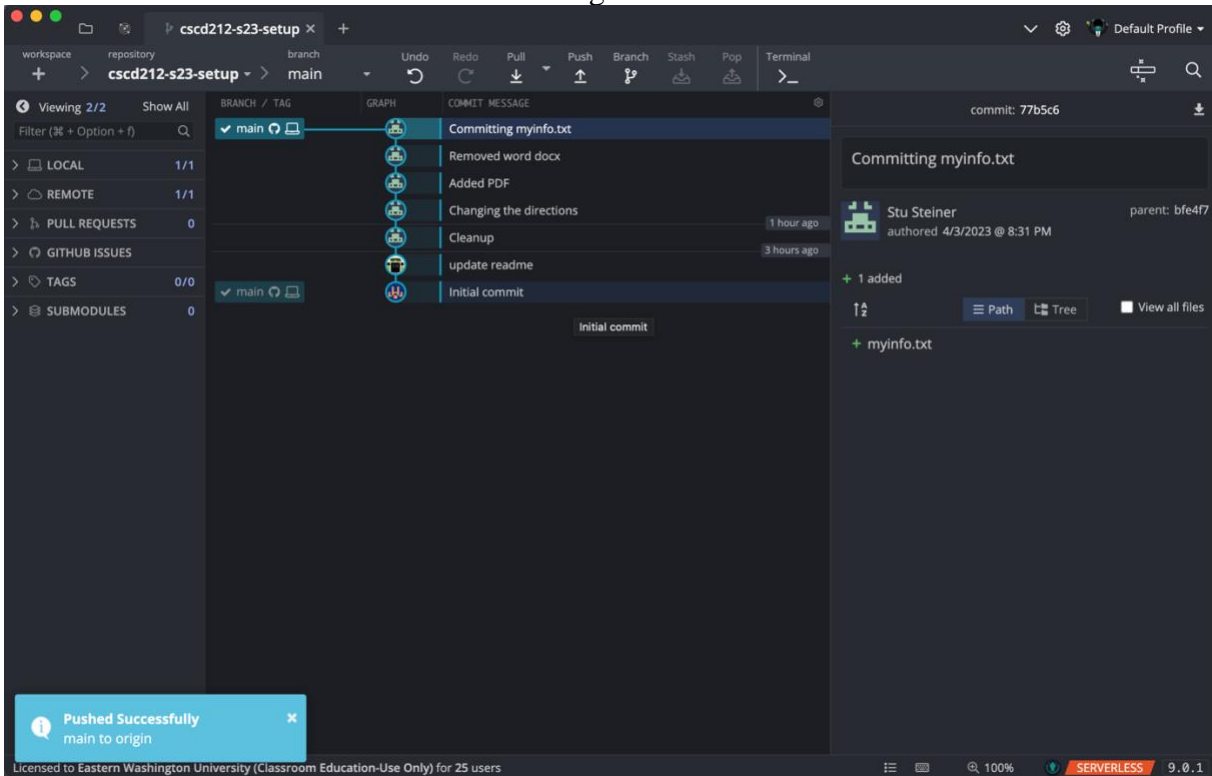 cscd212-s23-setup × +
Default Profile
workspace repository branch Undo Redo Pull Push Branch Stash Pop Terminal
+ > cscd212-s23-setup > main
Viewing 2/2 Show All
BRANCH / TAG GRAPH COMMIT MESSAGE
commit: 77b5c6
Filter (⌘ + Option + f)
main Committing myinfo.txt
Removed word docx
Added PDF
Changing the directions
1 hour ago
Cleanup
3 hours ago
update readme
main Initial commit
Initial commit
> LOCAL 1/1
> REMOTE 1/1
> PULL REQUESTS 0
> GITHUB ISSUES
> TAGS 0/0
> SUBMODULES 0
Committing myinfo.txt
Stu Steiner parent: bfe4f7
authored 4/3/2023 @ 8:31 PM
+ 1 added
Path Tree View all files
+ myinfo.txt
Pushed Successfully ×
main to origin
Licensed to Eastern Washington University (Classroom Education-Use Only) for 25 users
100% SERVERLESS 9.0.1